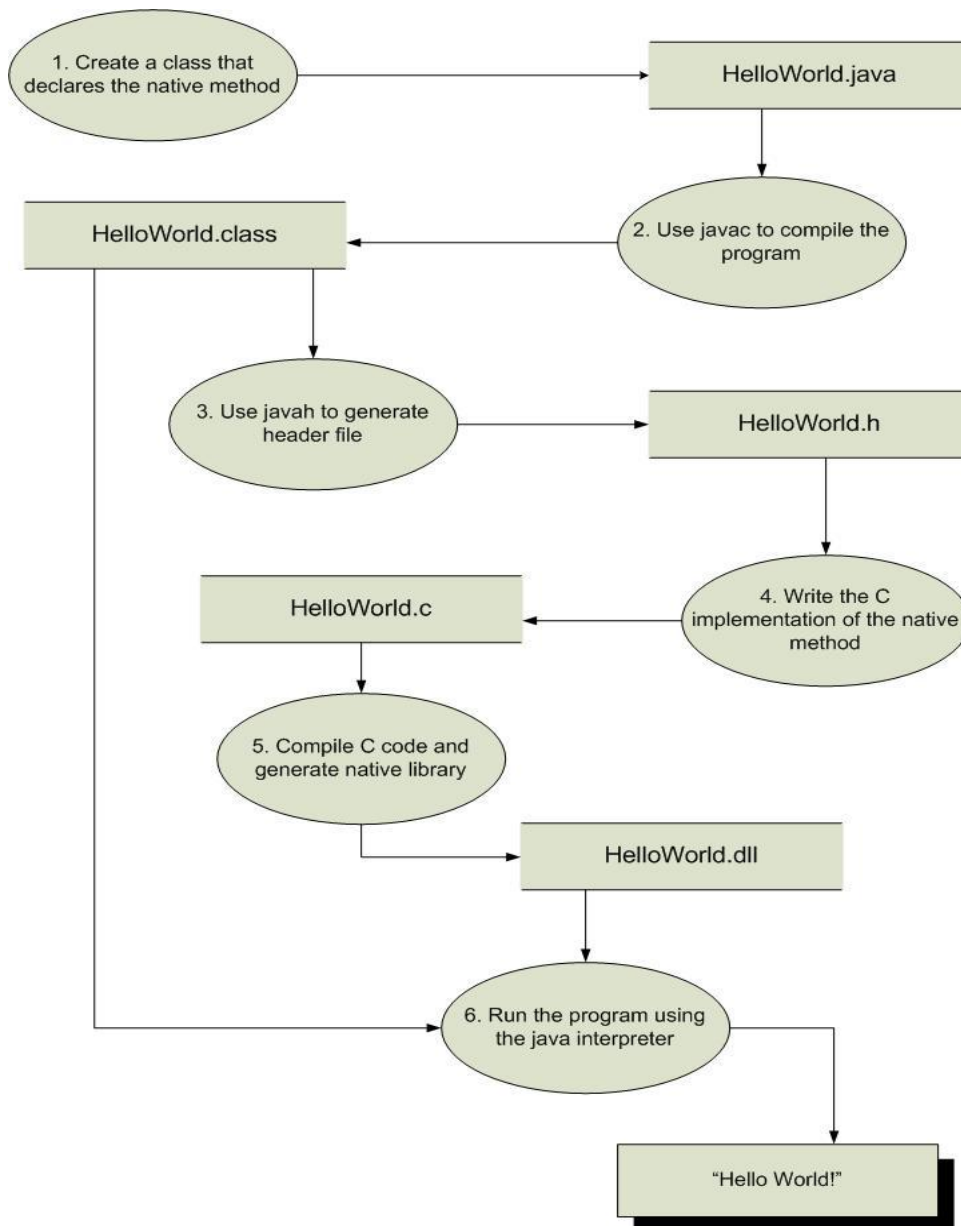 1. Create a class that
declares the native method
HelloWorld.java
HelloWorld.class
2. Use javac to compile the
program
3. Use javah to generate
header file
HelloWorld.h
HelloWorld.c
4. Write the C
implementation of the native
method
5. Compile C code and
generate native library
HelloWorld.dll
6. Run the program using
the java interpreter
“Hello World!”